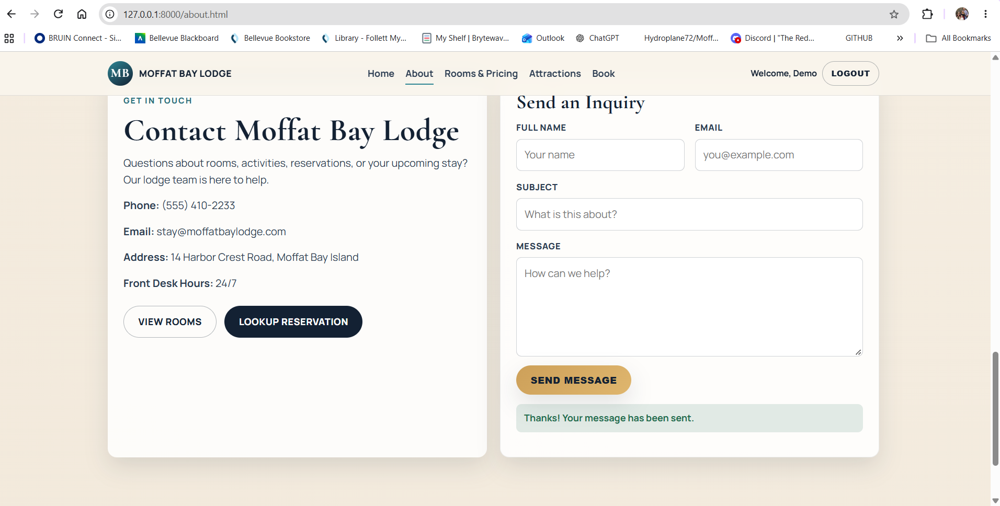 127.0.0.1:8000/about.html
BRUIN Connect - Si...
Bellevue Blackboard
Bellevue Bookstore
Library - Follett My...
My Shelf | Brytewav...
Outlook
ChatGPT
Hydroplane72/Moff...
Discord | "The Red...
GITHUB
All Bookmarks
MB
MOFFAT BAY LODGE
Home
About
Rooms & Pricing
Attractions
Book
Welcome, Demo
LOGOUT
GET IN TOUCH
Contact Moffat Bay Lodge
Questions about rooms, activities, reservations, or your upcoming stay?
Our lodge team is here to help.
Phone: (555) 410-2233
Email: stay@moffatbaylodge.com
Address: 14 Harbor Crest Road, Moffat Bay Island
Front Desk Hours: 24/7
VIEW ROOMS
LOOKUP RESERVATION
Send an Inquiry
FULL NAME
Your name
EMAIL
you@example.com
SUBJECT
What is this about?
MESSAGE
How can we help?
SEND MESSAGE
Thanks! Your message has been sent.